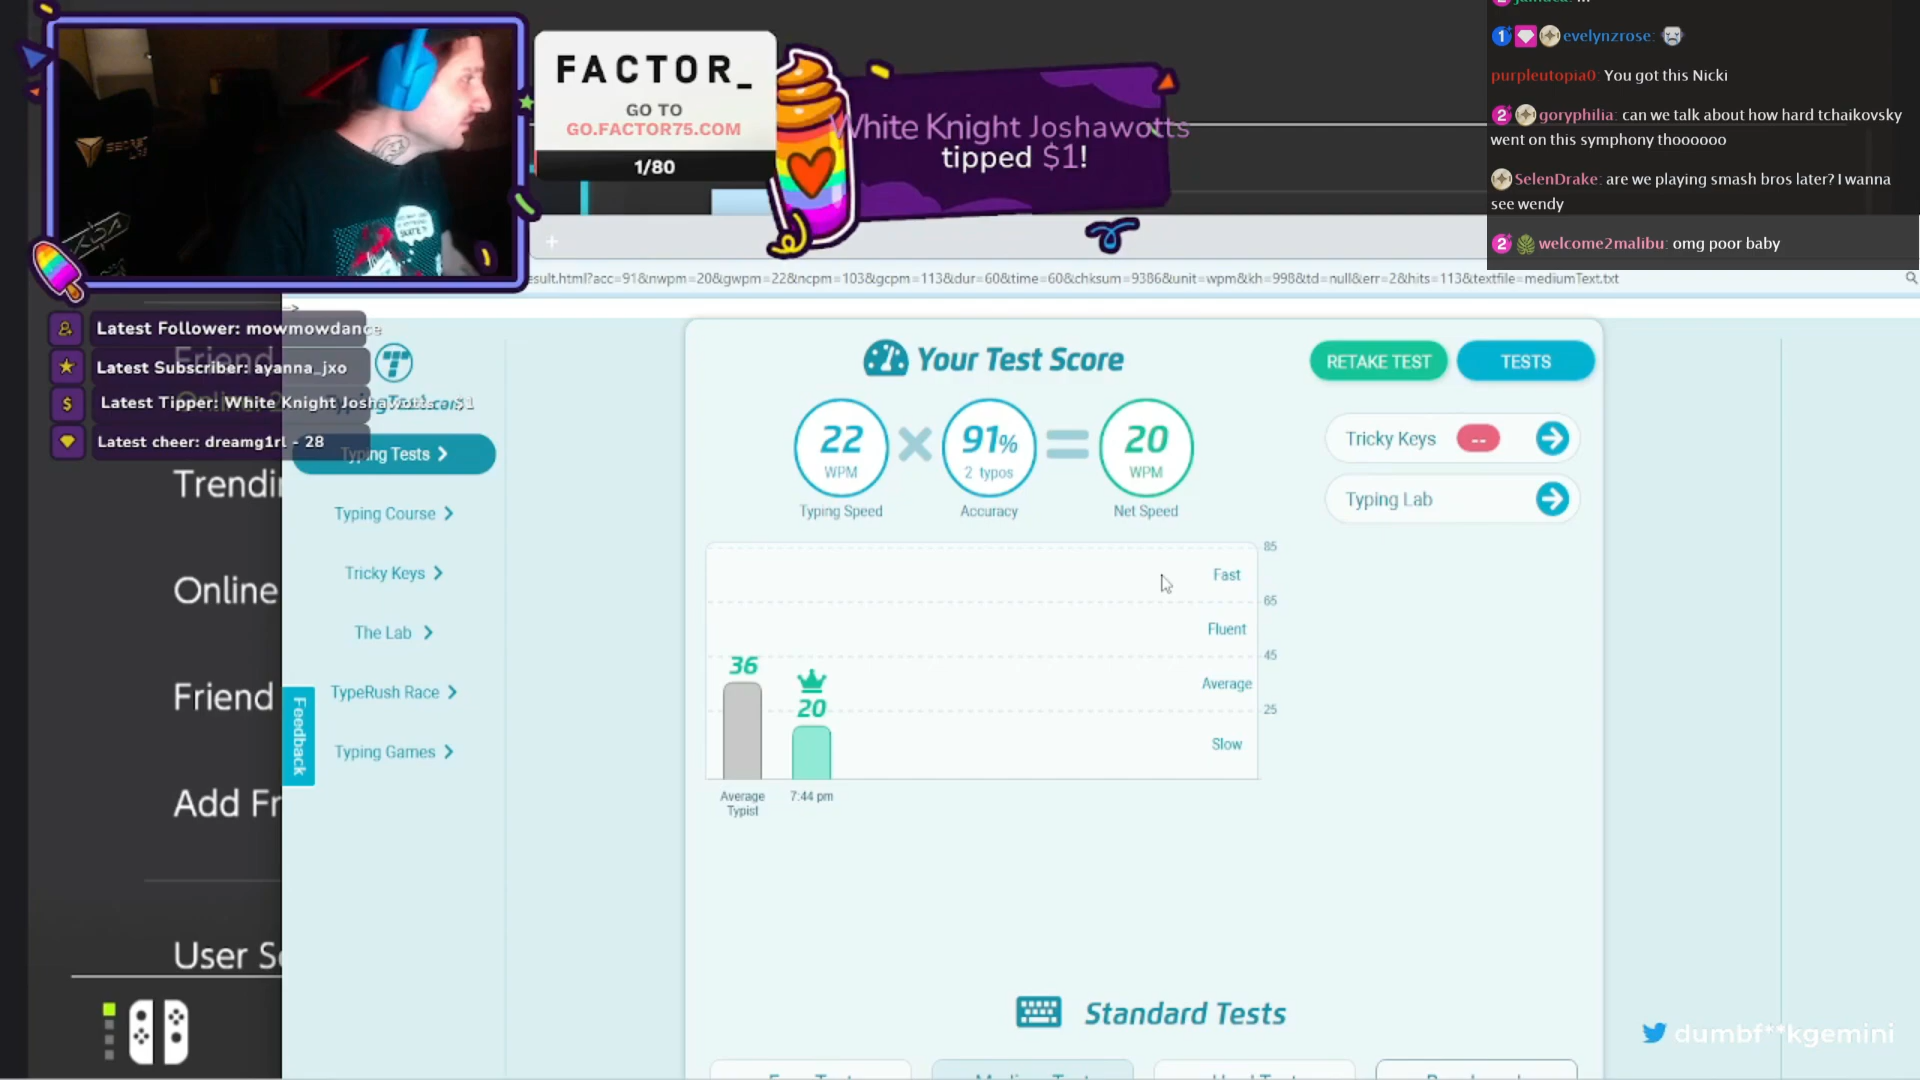 FACTOR_
GO TO
GO.FACTOR75.COM
1/80
White Knight Joshawotts
tipped $1!
evelynzrose:
purpleutopia0: You got this Nicki
goryphilia: can we talk about how hard tchaikovsky
went on this symphony thoooooo
SelenDrake: are we playing smash bros later? I wanna
see wendy
welcome2malibu: omg poor baby
esult.html?acc=91&nwpm=20&gwpm=22&ncpm=103&gcpm=113&dur=60&time=60&chksum=9386&unit=wpm&kh=998&td=null&err=2&hits=113&textfile=mediumText.txt
-->
Latest Follower: mowmowdance
Latest Subscriber: ayanna_jxo
Latest Tipper: White Knight Joshawotts - $1
Latest cheer: dreamg1rl - 28
Friend
Trendi
Online
Friend
Add Fr
User Se
Typing Tests
Typing Course
Tricky Keys
The Lab
TypeRush Race
Typing Games
Feedback
Your Test Score
RETAKE TEST
TESTS
22
WPM
Typing Speed
91%
2 typos
Accuracy
20
WPM
Net Speed
Tricky Keys --
Typing Lab
85
Fast
65
Fluent
45
Average
25
Slow
36
20
Average
Typist
7:44 pm
Standard Tests
dumbf**kgemini